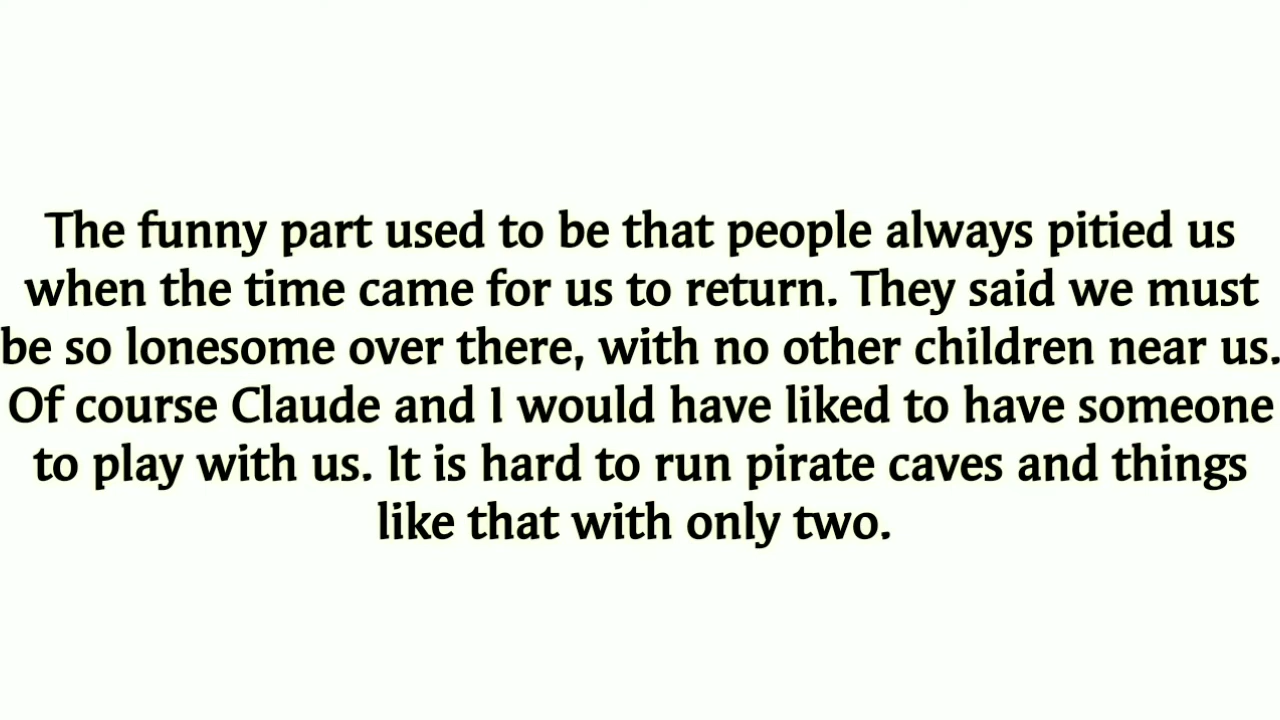 The funny part used to be that people always pitied us
when the time came for us to return. They said we must
be so lonesome over there, with no other children near us.
Of course Claude and I would have liked to have someone
to play with us. It is hard to run pirate caves and things
like that with only two.